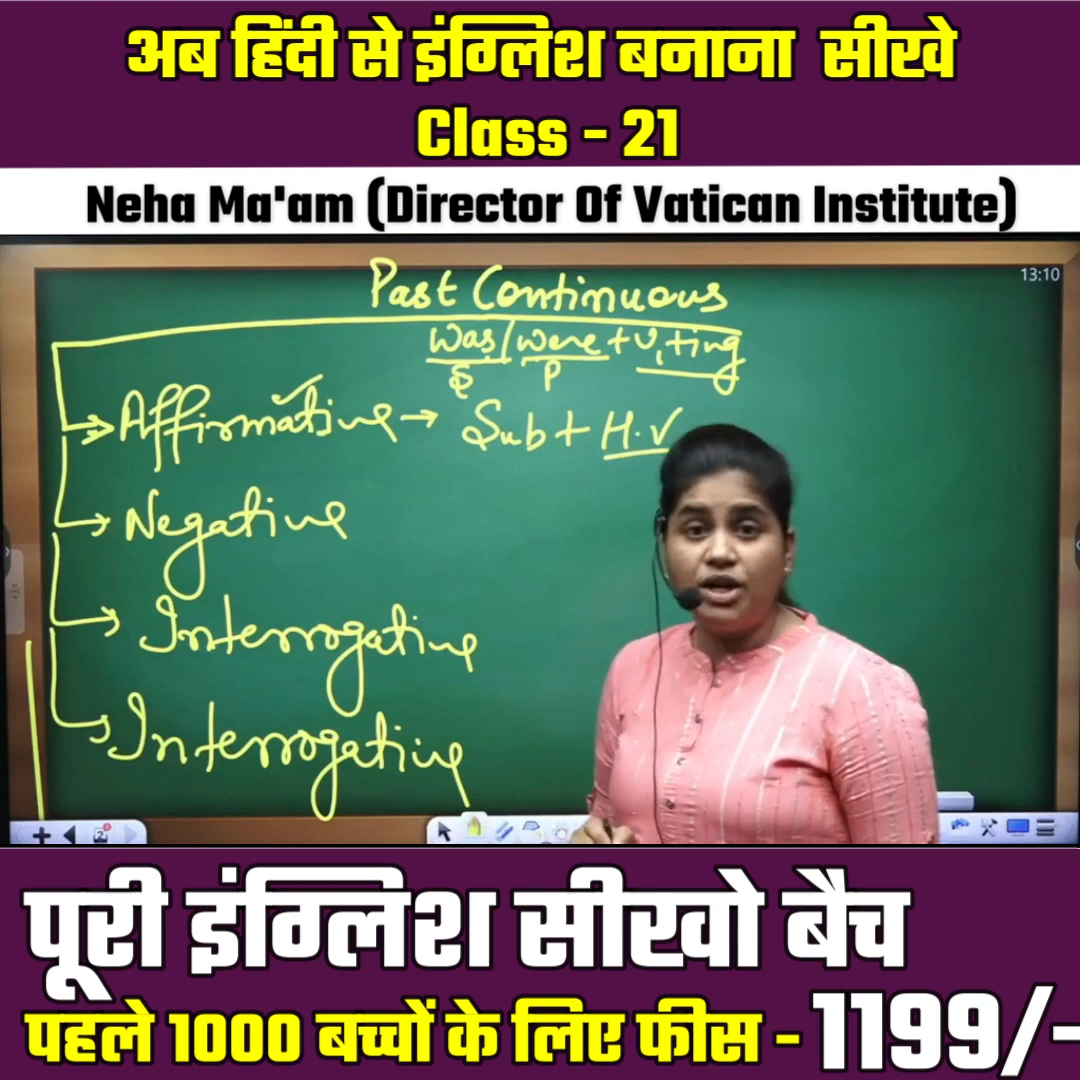 अब हिंदी से इंग्लिश बनाना सीखे
Class - 21
Neha Ma'am (Director Of Vatican Institute)
13:10
Past Continuous
Was/were + V1+ing
S P
Affirmative → Sub + H.V
Negative
Interrogative
Interrogative
पूरी इंग्लिश सीखो बैच
पहले 1000 बच्चों के लिए फीस - 1199/-